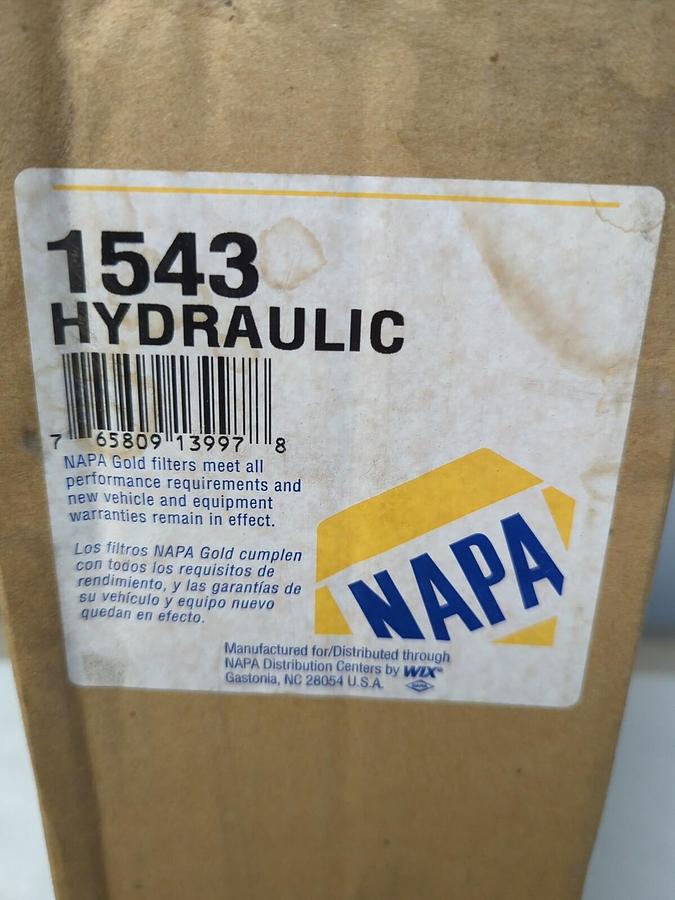 1543
HYDRAULIC
7 65809 13997 8
NAPA Gold filters meet all
performance requirements and
new vehicle and equipment
warranties remain in effect.
Los filtros NAPA Gold cumplen
con todos los requisitos de
rendimiento, y las garantías de
su vehículo y equipo nuevo
quedan en efecto.
NAPA
Manufactured for/Distributed through
NAPA Distribution Centers by WIX
Gastonia, NC 28054 U.S.A.